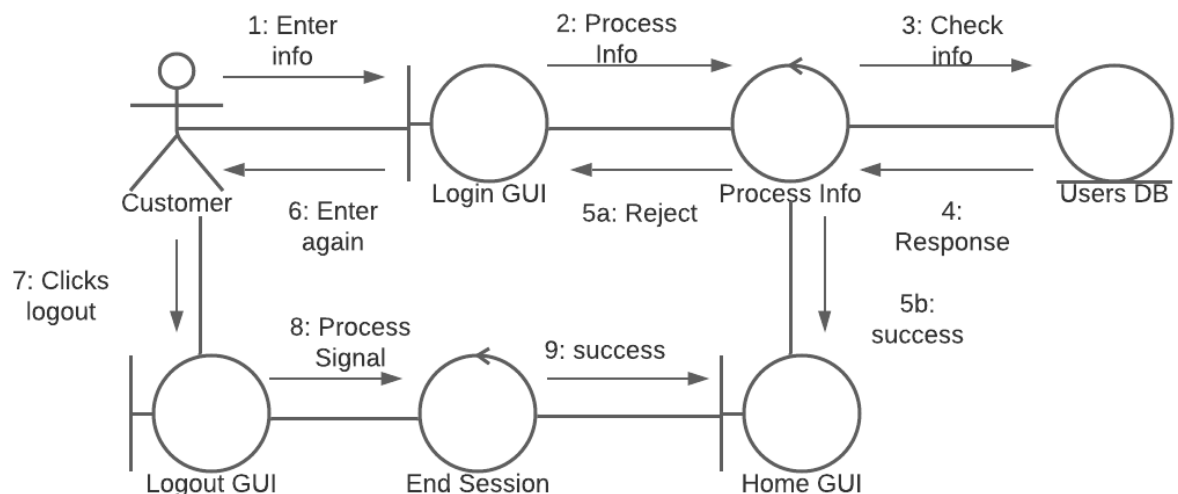 1: Enter
info
2: Process
Info
3: Check
info
Customer
Login GUI
Process Info
Users DB
6: Enter
again
5a: Reject
4:
Response
7: Clicks
logout
5b:
success
8: Process
Signal
9: success
Logout GUI
End Session
Home GUI